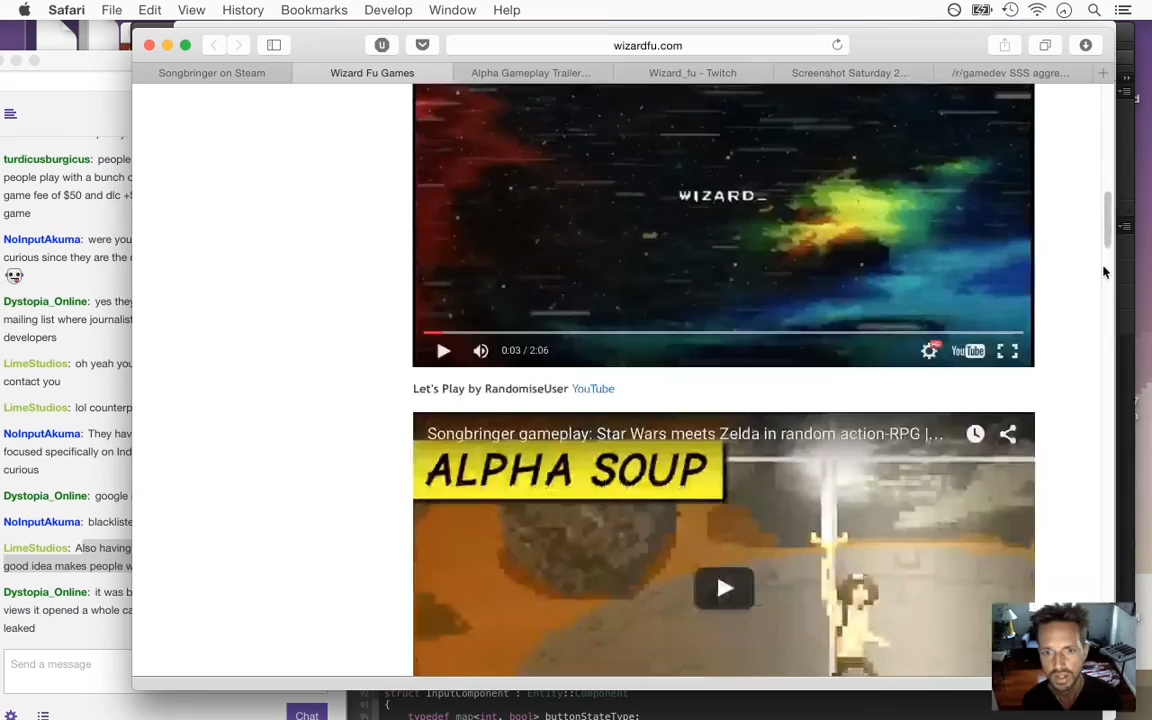 Safari File Edit View History Bookmarks Develop Window Help
wizardfu.com
Songbringer on Steam
Wizard Fu Games
Alpha Gameplay Trailer...
Wizard_fu - Twitch
Screenshot Saturday 2...
/r/gamedev SSS aggre...
turdicusburgicus: people
people play with a bunch o
game fee of $50 and dlc +$
game
NoInputAkuma: were you
curious since they are the
Dystopia_Online: yes they
mailing list where journalist
developers
LimeStudios: oh yeah you
contact you
LimeStudios: lol counterp
NoInputAkuma: They hav
focused specifically on Ind
curious
Dystopia_Online: google
NoInputAkuma: blackliste
LimeStudios: Also having
good idea makes people w
Dystopia_Online: it was b
views it opened a whole ca
leaked
Send a message
Chat
WIZARD_
0:03 / 2:06
HD
YouTube
Let's Play by RandomiseUser YouTube
Songbringer gameplay: Star Wars meets Zelda in random action-RPG |...
ALPHA SOUP
92 struct InputComponent : Entity::Component
93 {
94 typedef map<int, bool> buttonStateType;